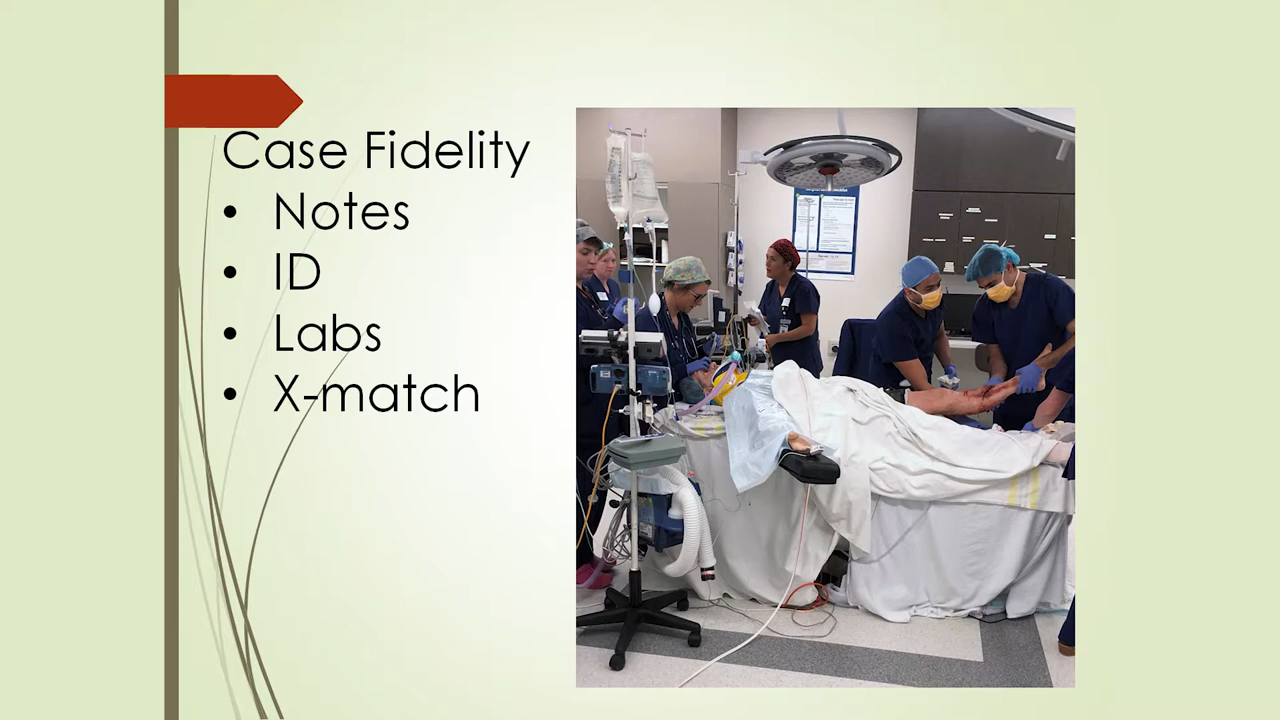 Case Fidelity
• Notes
• ID
• Labs
• X-match